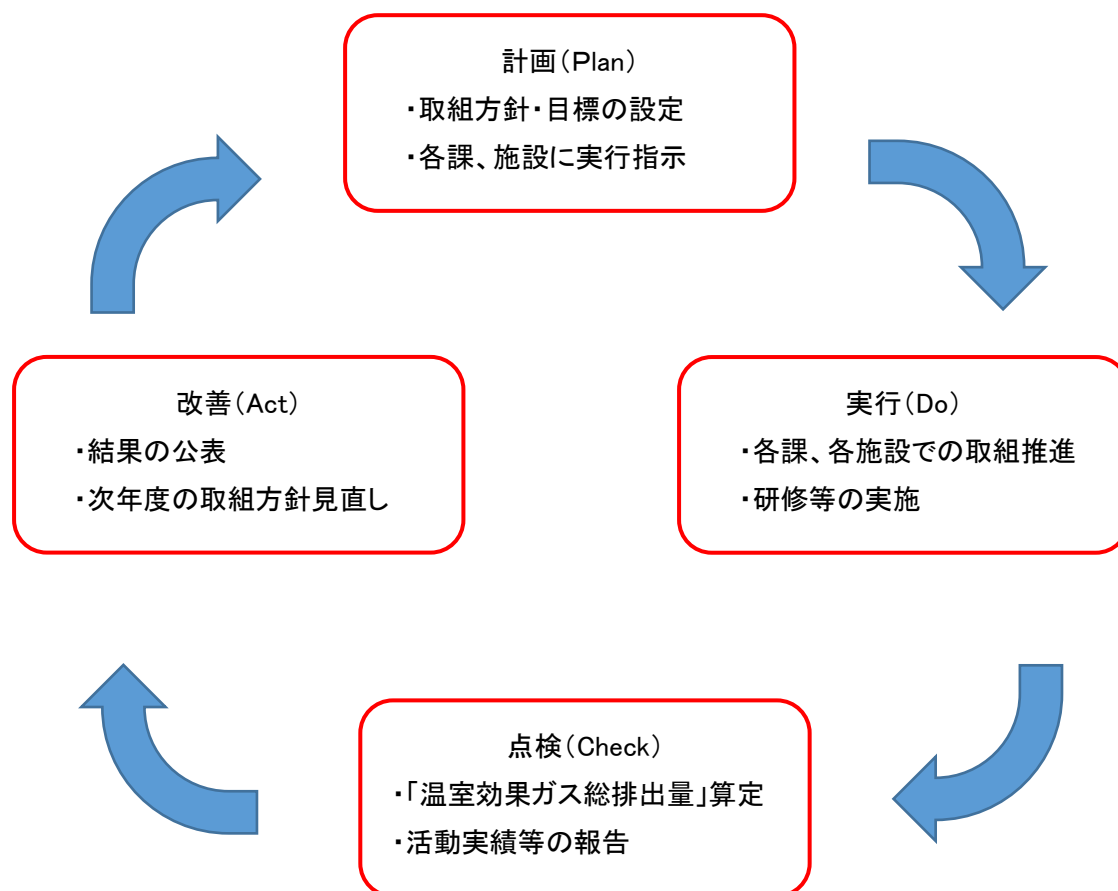 計画(Plan)
・取組方針・目標の設定
・各課、施設に実行指示
改善(Act)
・結果の公表
・次年度の取組方針見直し
実行(Do)
・各課、各施設での取組推進
・研修等の実施
点検(Check)
・「温室効果ガス総排出量」算定
・活動実績等の報告